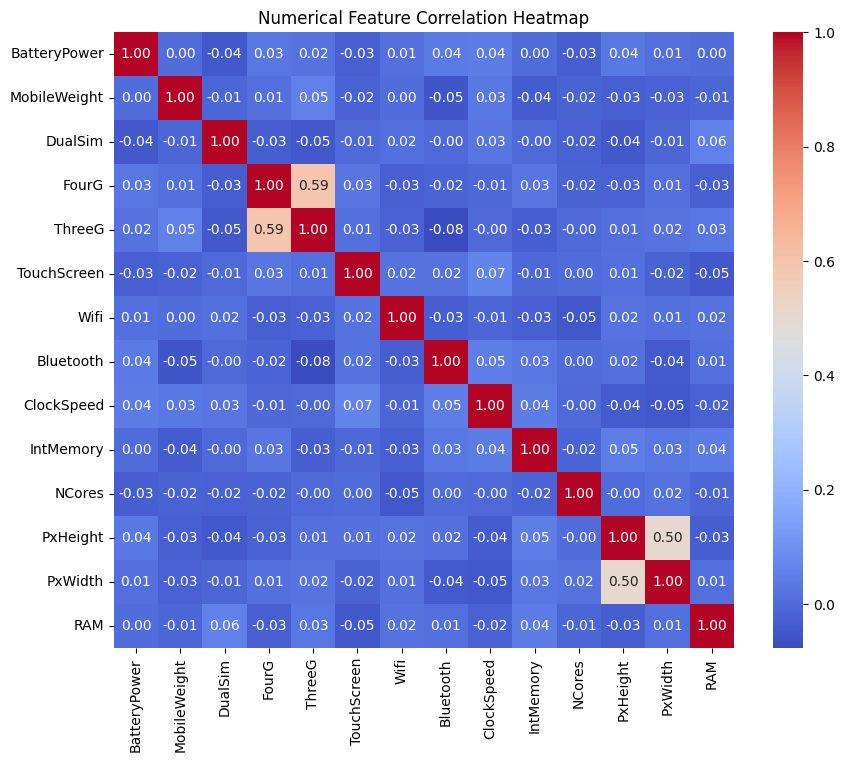 Numerical Feature Correlation Heatmap
BatteryPower 1.00 0.00 -0.04 0.03 0.02 -0.03 0.01 0.04 0.04 0.00 -0.03 0.04 0.01 0.00
MobileWeight 0.00 1.00 -0.01 0.01 0.05 -0.02 0.00 -0.05 0.03 -0.04 -0.02 -0.03 -0.03 -0.01
DualSim -0.04 -0.01 1.00 -0.03 -0.05 -0.01 0.02 -0.00 0.03 -0.00 -0.02 -0.04 -0.01 0.06
FourG 0.03 0.01 -0.03 1.00 0.59 0.03 -0.03 -0.02 -0.01 0.03 -0.02 -0.03 0.01 -0.03
ThreeG 0.02 0.05 -0.05 0.59 1.00 0.01 -0.03 -0.08 -0.00 -0.03 -0.00 0.01 0.02 0.03
TouchScreen -0.03 -0.02 -0.01 0.03 0.01 1.00 0.02 0.02 0.07 -0.01 0.00 0.01 -0.02 -0.05
Wifi 0.01 0.00 0.02 -0.03 -0.03 0.02 1.00 -0.03 -0.01 -0.03 -0.05 0.02 0.01 0.02
Bluetooth 0.04 -0.05 -0.00 -0.02 -0.08 0.02 -0.03 1.00 0.05 0.03 0.00 0.02 -0.04 0.01
ClockSpeed 0.04 0.03 0.03 -0.01 -0.00 0.07 -0.01 0.05 1.00 0.04 -0.00 -0.04 -0.05 -0.02
IntMemory 0.00 -0.04 -0.00 0.03 -0.03 -0.01 -0.03 0.03 0.04 1.00 -0.02 0.05 0.03 0.04
NCores -0.03 -0.02 -0.02 -0.02 -0.00 0.00 -0.05 0.00 -0.00 -0.02 1.00 -0.00 0.02 -0.01
PxHeight 0.04 -0.03 -0.04 -0.03 0.01 0.01 0.02 0.02 -0.04 0.05 -0.00 1.00 0.50 -0.03
PxWidth 0.01 -0.03 -0.01 0.01 0.02 -0.02 0.01 -0.04 -0.05 0.03 0.02 0.50 1.00 0.01
RAM 0.00 -0.01 0.06 -0.03 0.03 -0.05 0.02 0.01 -0.02 0.04 -0.01 -0.03 0.01 1.00
BatteryPower
MobileWeight
DualSim
FourG
ThreeG
TouchScreen
Wifi
Bluetooth
ClockSpeed
IntMemory
NCores
PxHeight
PxWidth
RAM
1.0
0.8
0.6
0.4
0.2
0.0